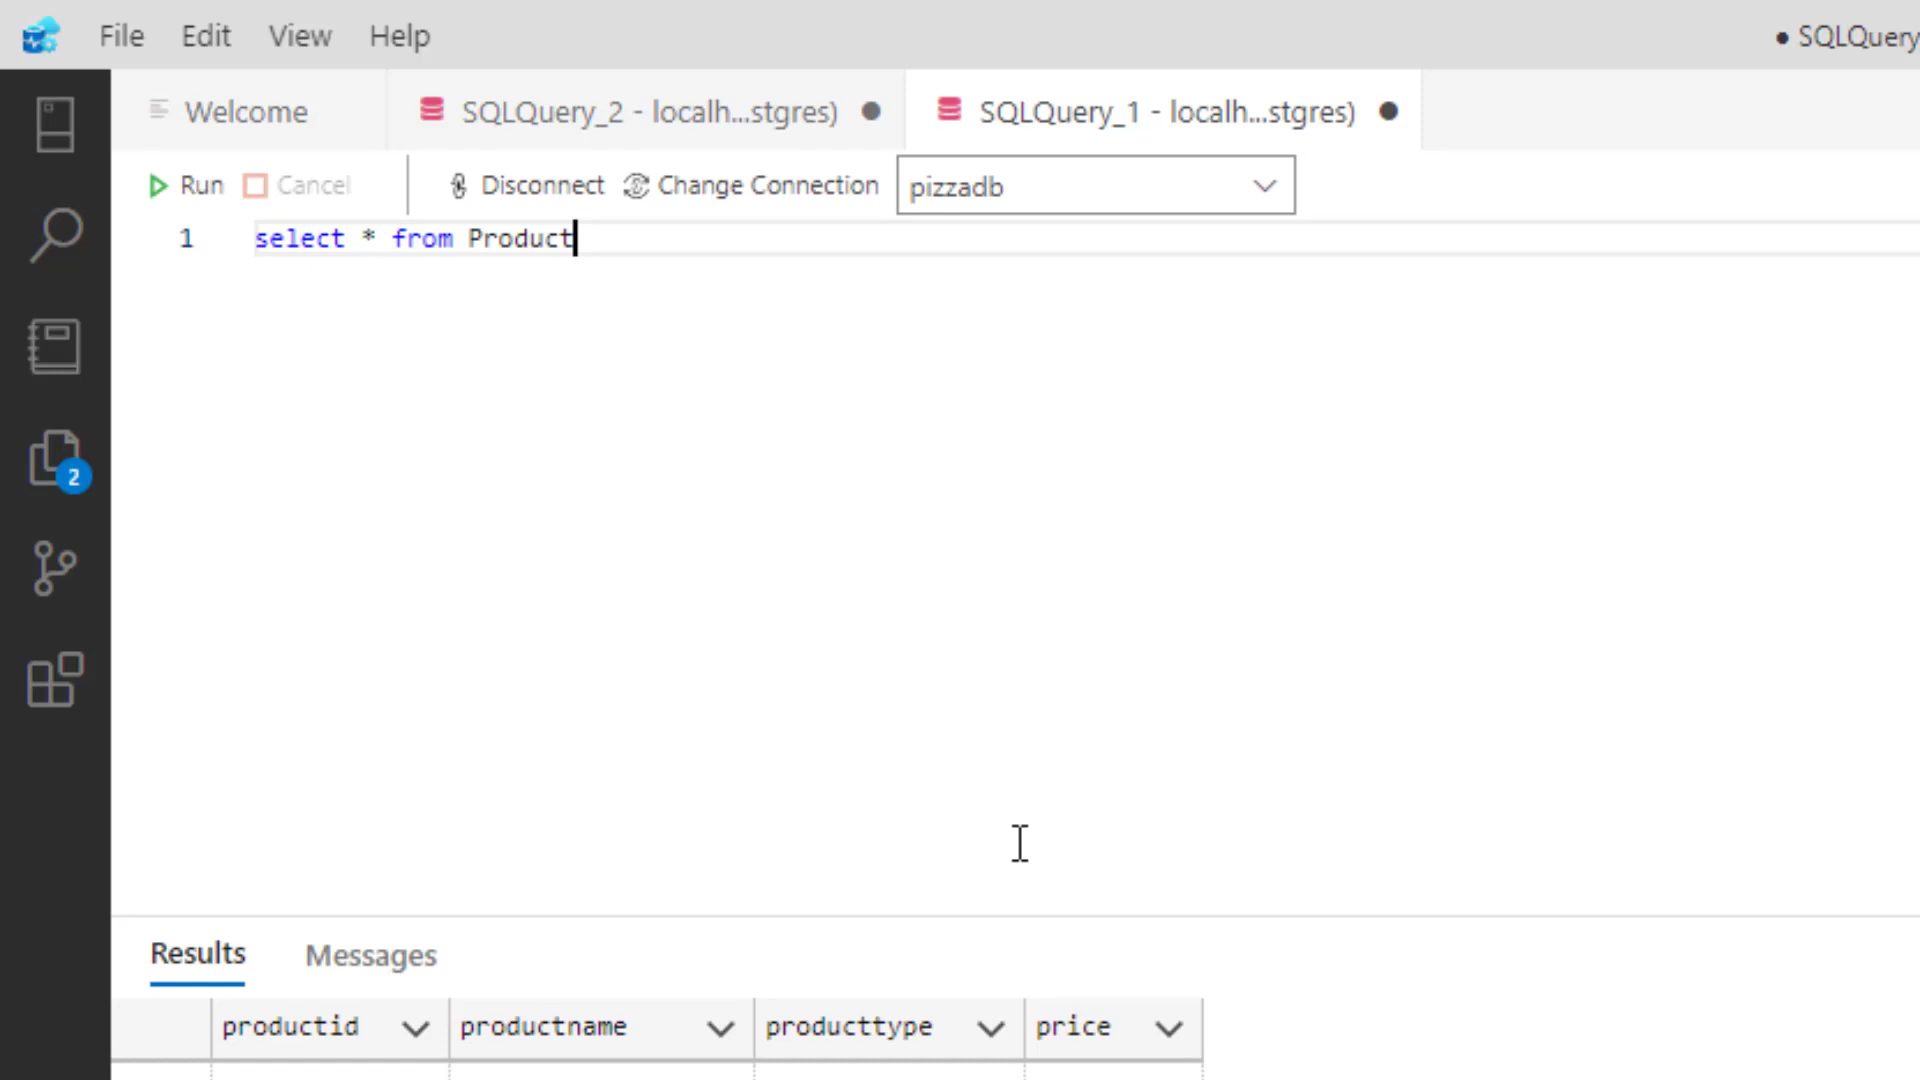 File Edit View Help
● SQLQuery
Welcome
SQLQuery_2 - localh...stgres)
SQLQuery_1 - localh...stgres)
Run Cancel Disconnect Change Connection pizzadb
1 select * from Product
2
Results Messages
productid productname producttype price